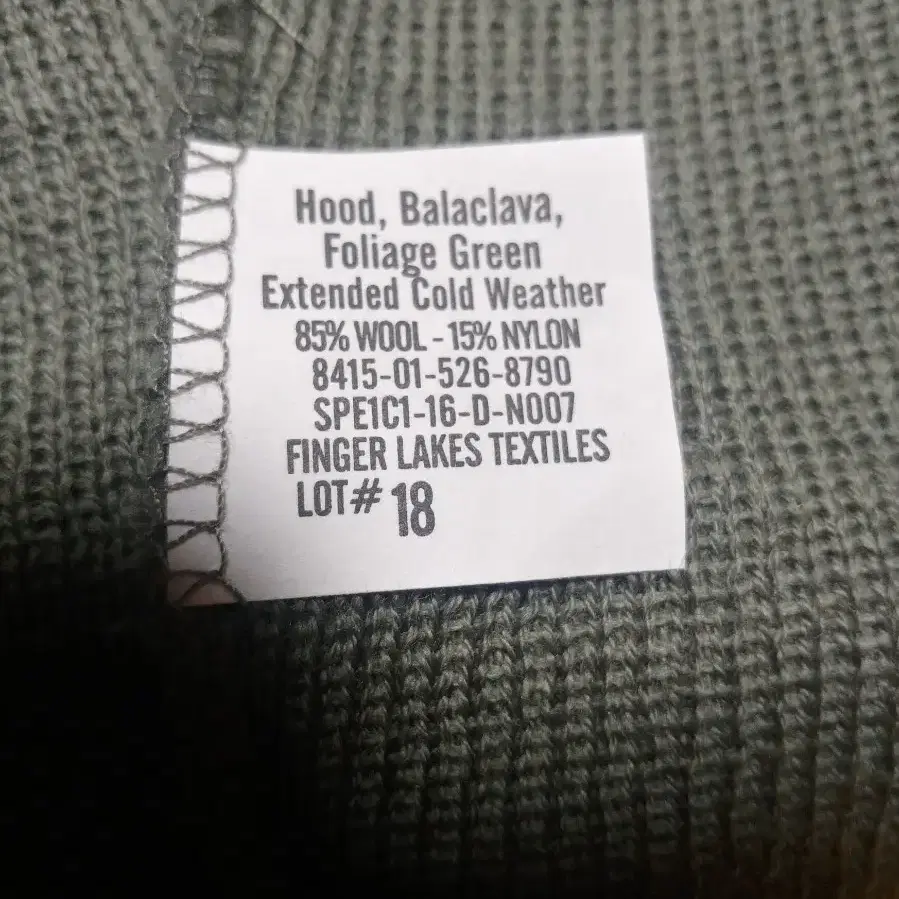 Hood, Balaclava,
Foliage Green
Extended Cold Weather
85% WOOL - 15% NYLON
8415-01-526-8790
SPE1C1-16-D-N007
FINGER LAKES TEXTILES
LOT# 18